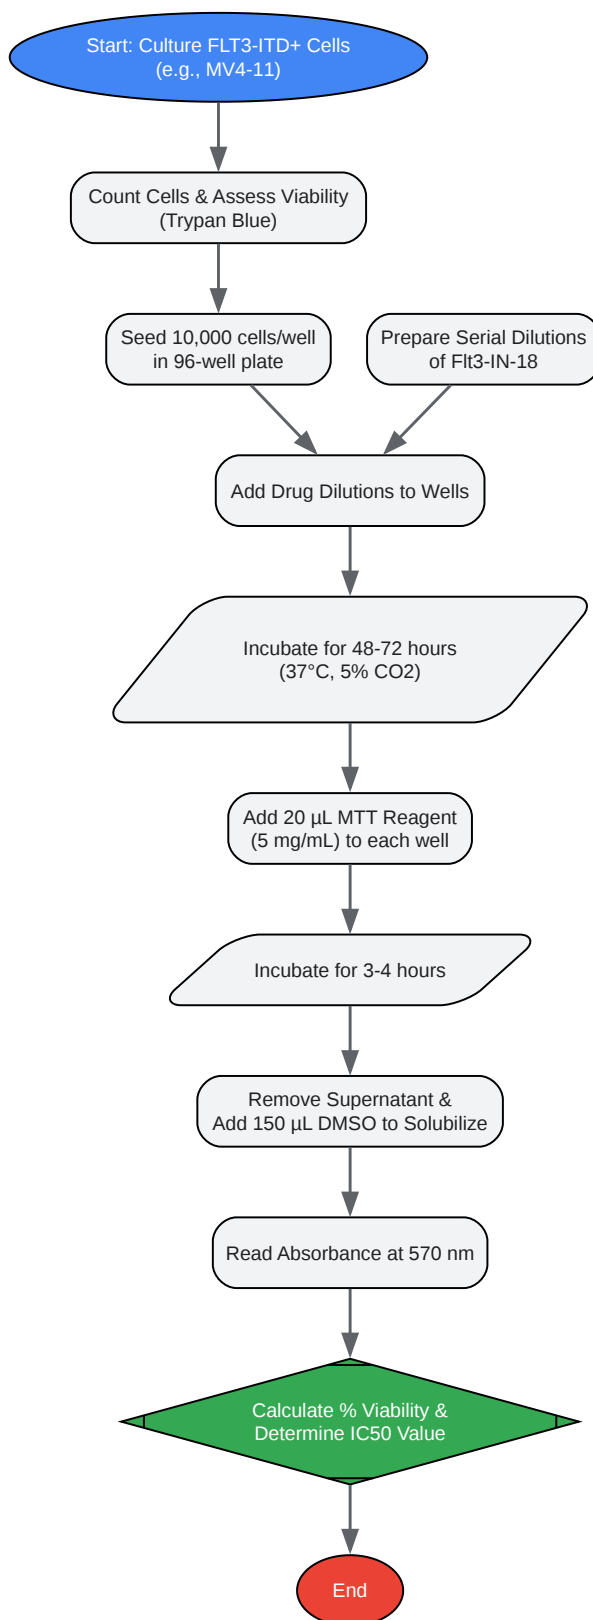 Start: Culture FLT3-ITD+ Cells
(e.g., MV4-11)
Count Cells & Assess Viability
(Trypan Blue)
Seed 10,000 cells/well
in 96-well plate
Prepare Serial Dilutions
of Flt3-IN-18
Add Drug Dilutions to Wells
Incubate for 48-72 hours
(37°C, 5% CO2)
Add 20 µL MTT Reagent
(5 mg/mL) to each well
Incubate for 3-4 hours
Remove Supernatant &
Add 150 µL DMSO to Solubilize
Read Absorbance at 570 nm
Calculate % Viability &
Determine IC50 Value
End